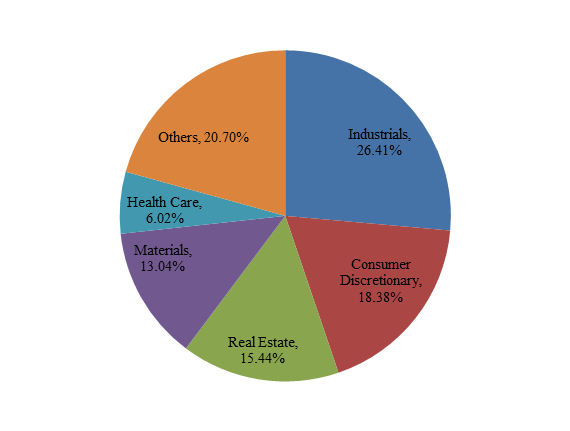 Others, 20.70%
Industrials,
26.41%
Health Care,
6.02%
Materials,
13.04%
Consumer
Discretionary,
18.38%
Real Estate,
15.44%